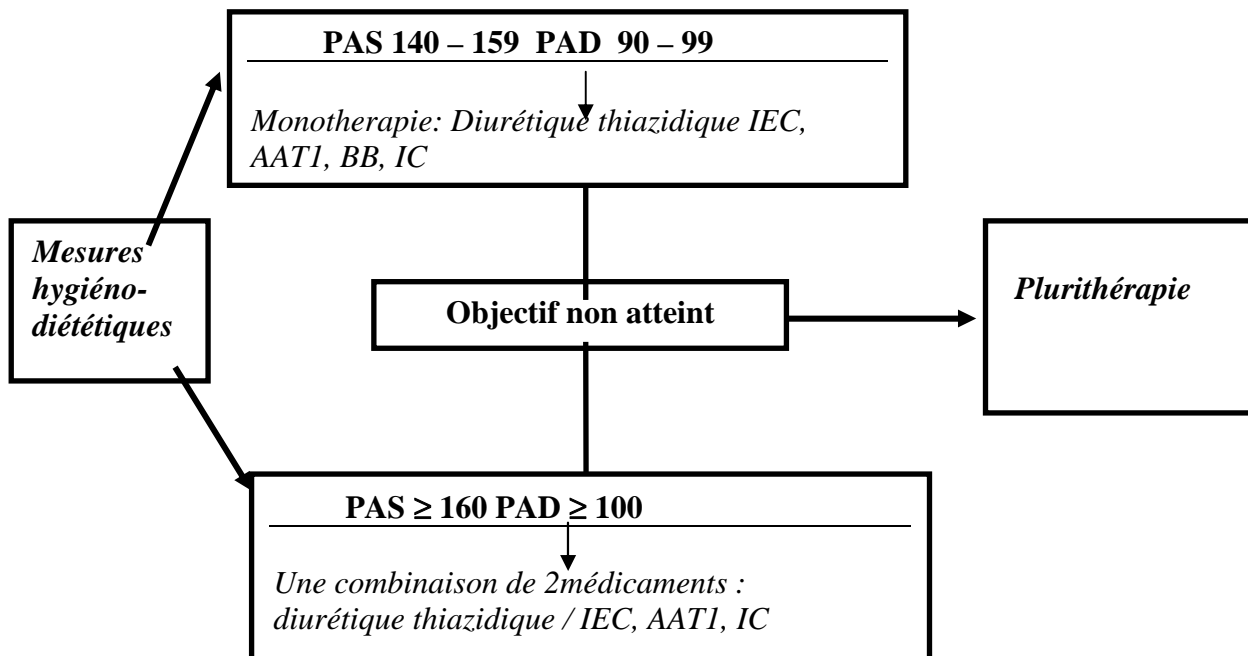 PAS 140 – 159 PAD 90 – 99
Monotherapie: Diurétique thiazidique IEC,
AAT1, BB, IC
Mesures
hygiéno-
diététiques
Objectif non atteint
Plurithérapie
PAS ≥ 160 PAD ≥ 100
Une combinaison de 2médicaments :
diurétique thiazidique / IEC, AAT1, IC